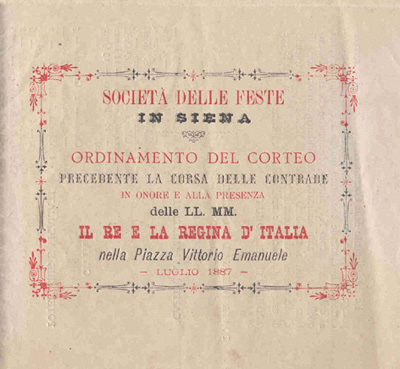 SOCIETÀ DELLE FESTE
IN SIENA
ORDINAMENTO DEL CORTEO
PRECEDENTE LA CORSA DELLE CONTRADE
IN ONORE E ALLA PRESENZA
delle LL. MM.
IL RE E LA REGINA D' ITALIA
nella Piazza Vittorio Emanuele
– LUGLIO 1887 –